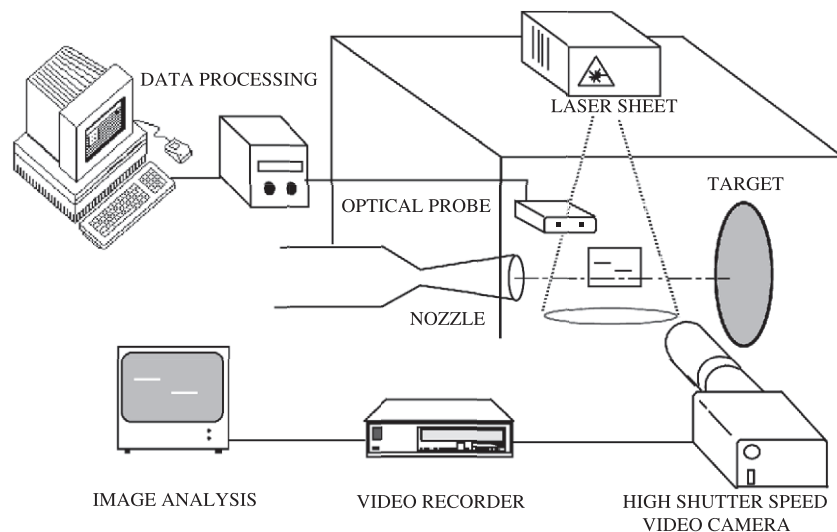 DATA PROCESSING
LASER SHEET
OPTICAL PROBE
TARGET
NOZZLE
IMAGE ANALYSIS
VIDEO RECORDER
HIGH SHUTTER SPEED
VIDEO CAMERA